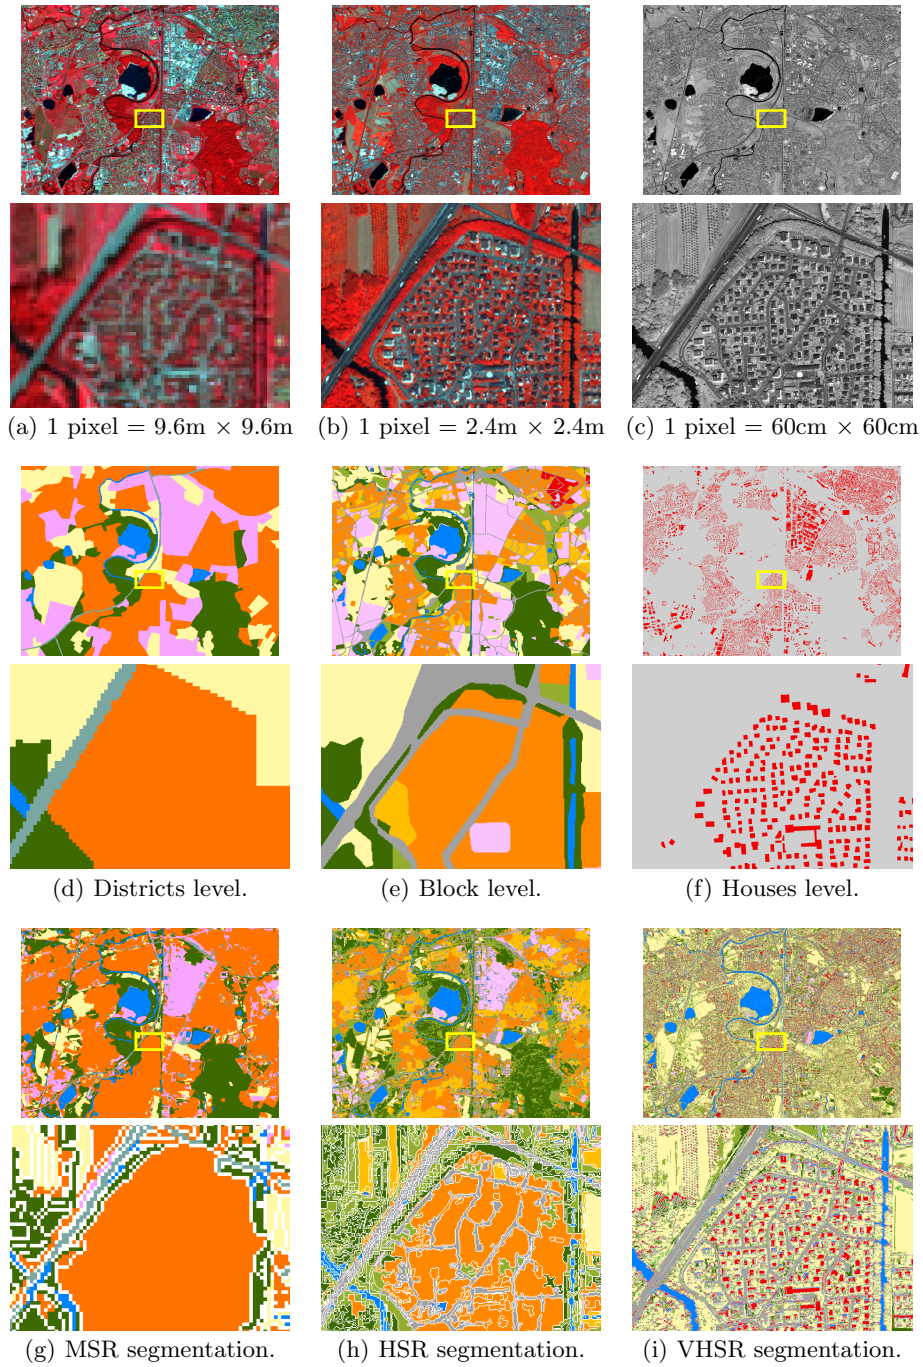 (a) 1 pixel = 9.6m × 9.6m
(b) 1 pixel = 2.4m × 2.4m
(c) 1 pixel = 60cm × 60cm
(d) Districts level.
(e) Block level.
(f) Houses level.
(g) MSR segmentation.
(h) HSR segmentation.
(i) VHSR segmentation.